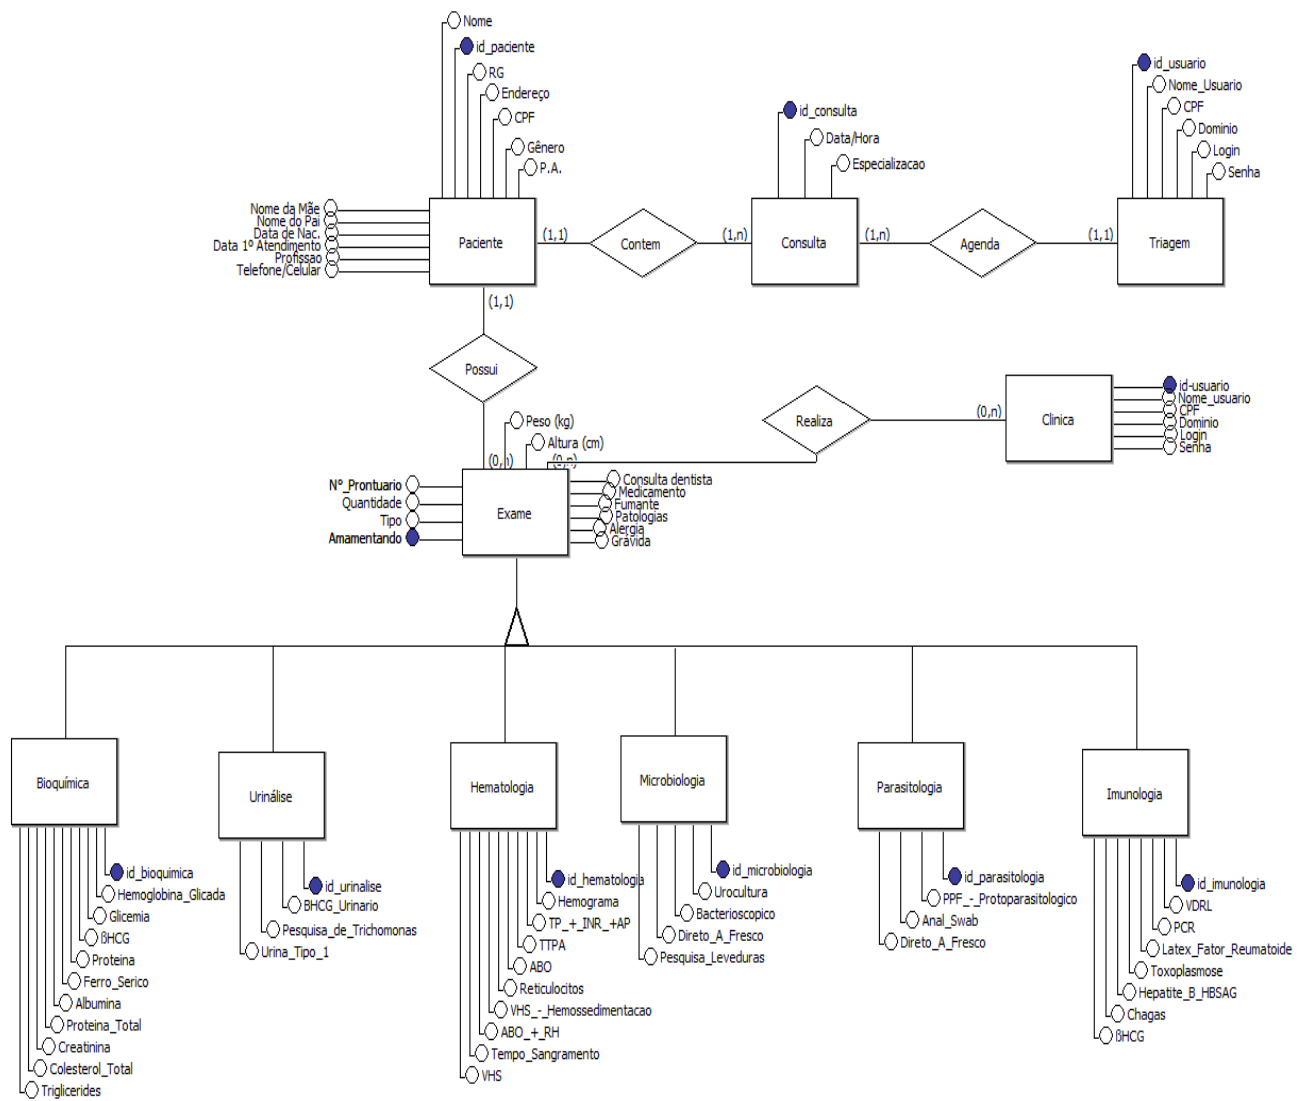 Nome
id_paciente
RG
Endereço
CPF
Gênero
P.A.
Nome da Mãe
Nome do Pai
Data de Nac.
Data 1º Atendimento
Profissao
Telefone/Celular
Paciente
(1,1)
Contem
(1,n)
id_consulta
Data/Hora
Especializacao
Consulta
(1,n)
Agenda
(1,1)
id_usuario
Nome_Usuario
CPF
Dominio
Login
Senha
Triagem
(1,1)
Possui
(0,n)
Realiza
(0,n)
Clinica
id-usuario
Nome_usuario
CPF
Dominio
Login
Senha
Peso (kg)
Altura (cm)
(0,n)
N°_Prontuario
Quantidade
Tipo
Amamentando
Exame
Consulta dentista
Medicamento
Fumante
Patologias
Alergia
Grávida
Bioquímica
Urinálise
Hematologia
Microbiologia
Parasitologia
Imunologia
id_bioquimica
Hemoglobina_Glicada
Glicemia
ßHCG
Proteina
Ferro_Serico
Albumina
Proteina_Total
Creatinina
Colesterol_Total
Triglicerides
id_urinalise
BHCG_Urinario
Pesquisa_de_Trichomonas
Urina_Tipo_1
id_hematologia
Hemograma
TP_+_INR_+AP
TTPA
ABO
Reticulocitos
VHS_-_Hemossedimentacao
ABO_+_RH
Tempo_Sangramento
VHS
id_microbiologia
Urocultura
Bacterioscopico
Direto_A_Fresco
Pesquisa_Leveduras
id_parasitologia
PPF_-_Protoparasitologico
Anal_Swab
Direto_A_Fresco
id_imunologia
VDRL
PCR
Latex_Fator_Reumatoide
Toxoplasmose
Hepatite_B_HBSAG
Chagas
ßHCG